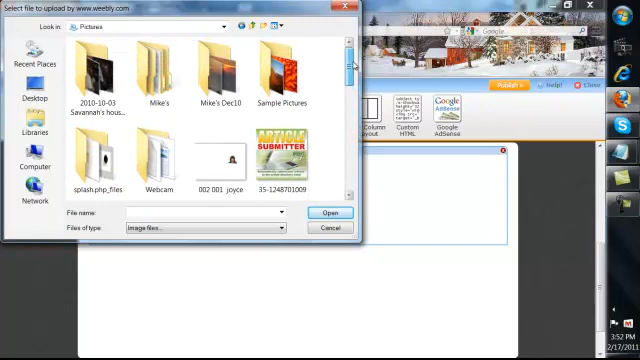 Select file to upload by www.weebly.com
Look in:
Pictures
Google
Recent Places
Desktop
Libraries
Computer
Network
2010-10-03
Savannah's hous...
Mike's
Mike's Dec10
Sample Pictures
splash.php_files
Webcam
002 001 joyce
ARTICLE
SUBMITTER
35-1248701009
File name:
Open
Files of type:
Image files...
Cancel
Publish
Help!
Close
Column
Custom
HTML
Google
AdSense
Google
AdSense
3:52 PM
2/17/2011